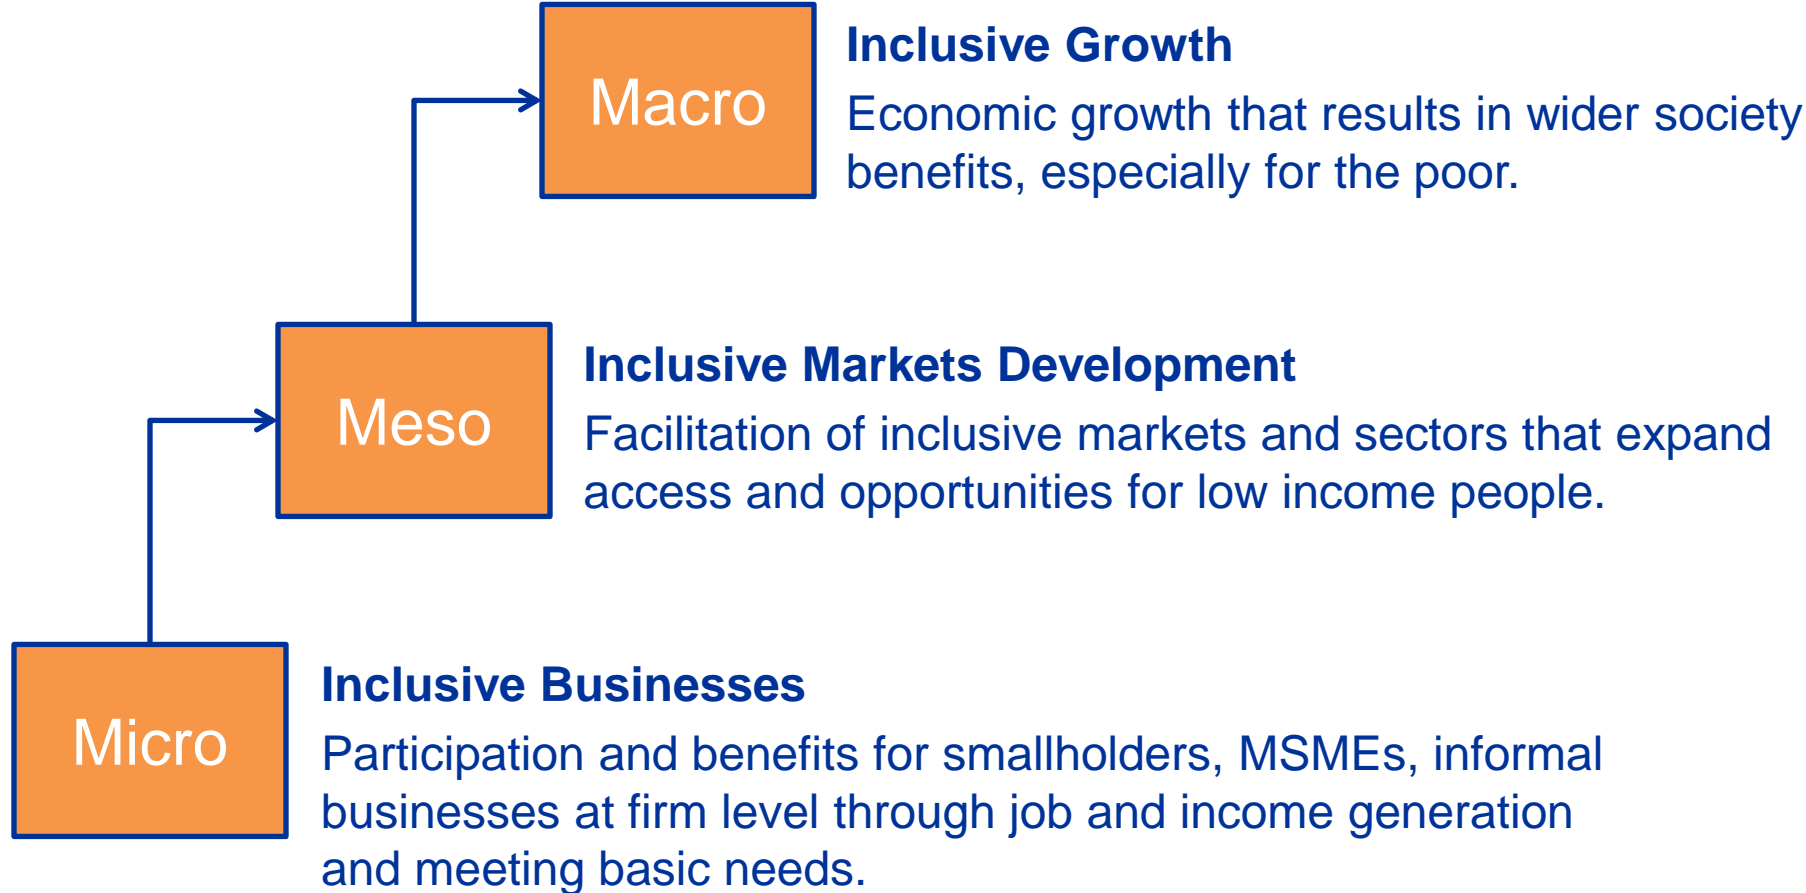 Macro
Inclusive Growth
Economic growth that results in wider society
benefits, especially for the poor.
Meso
Inclusive Markets Development
Facilitation of inclusive markets and sectors that expand
access and opportunities for low income people.
Micro
Inclusive Businesses
Participation and benefits for smallholders, MSMEs, informal
businesses at firm level through job and income generation
and meeting basic needs.